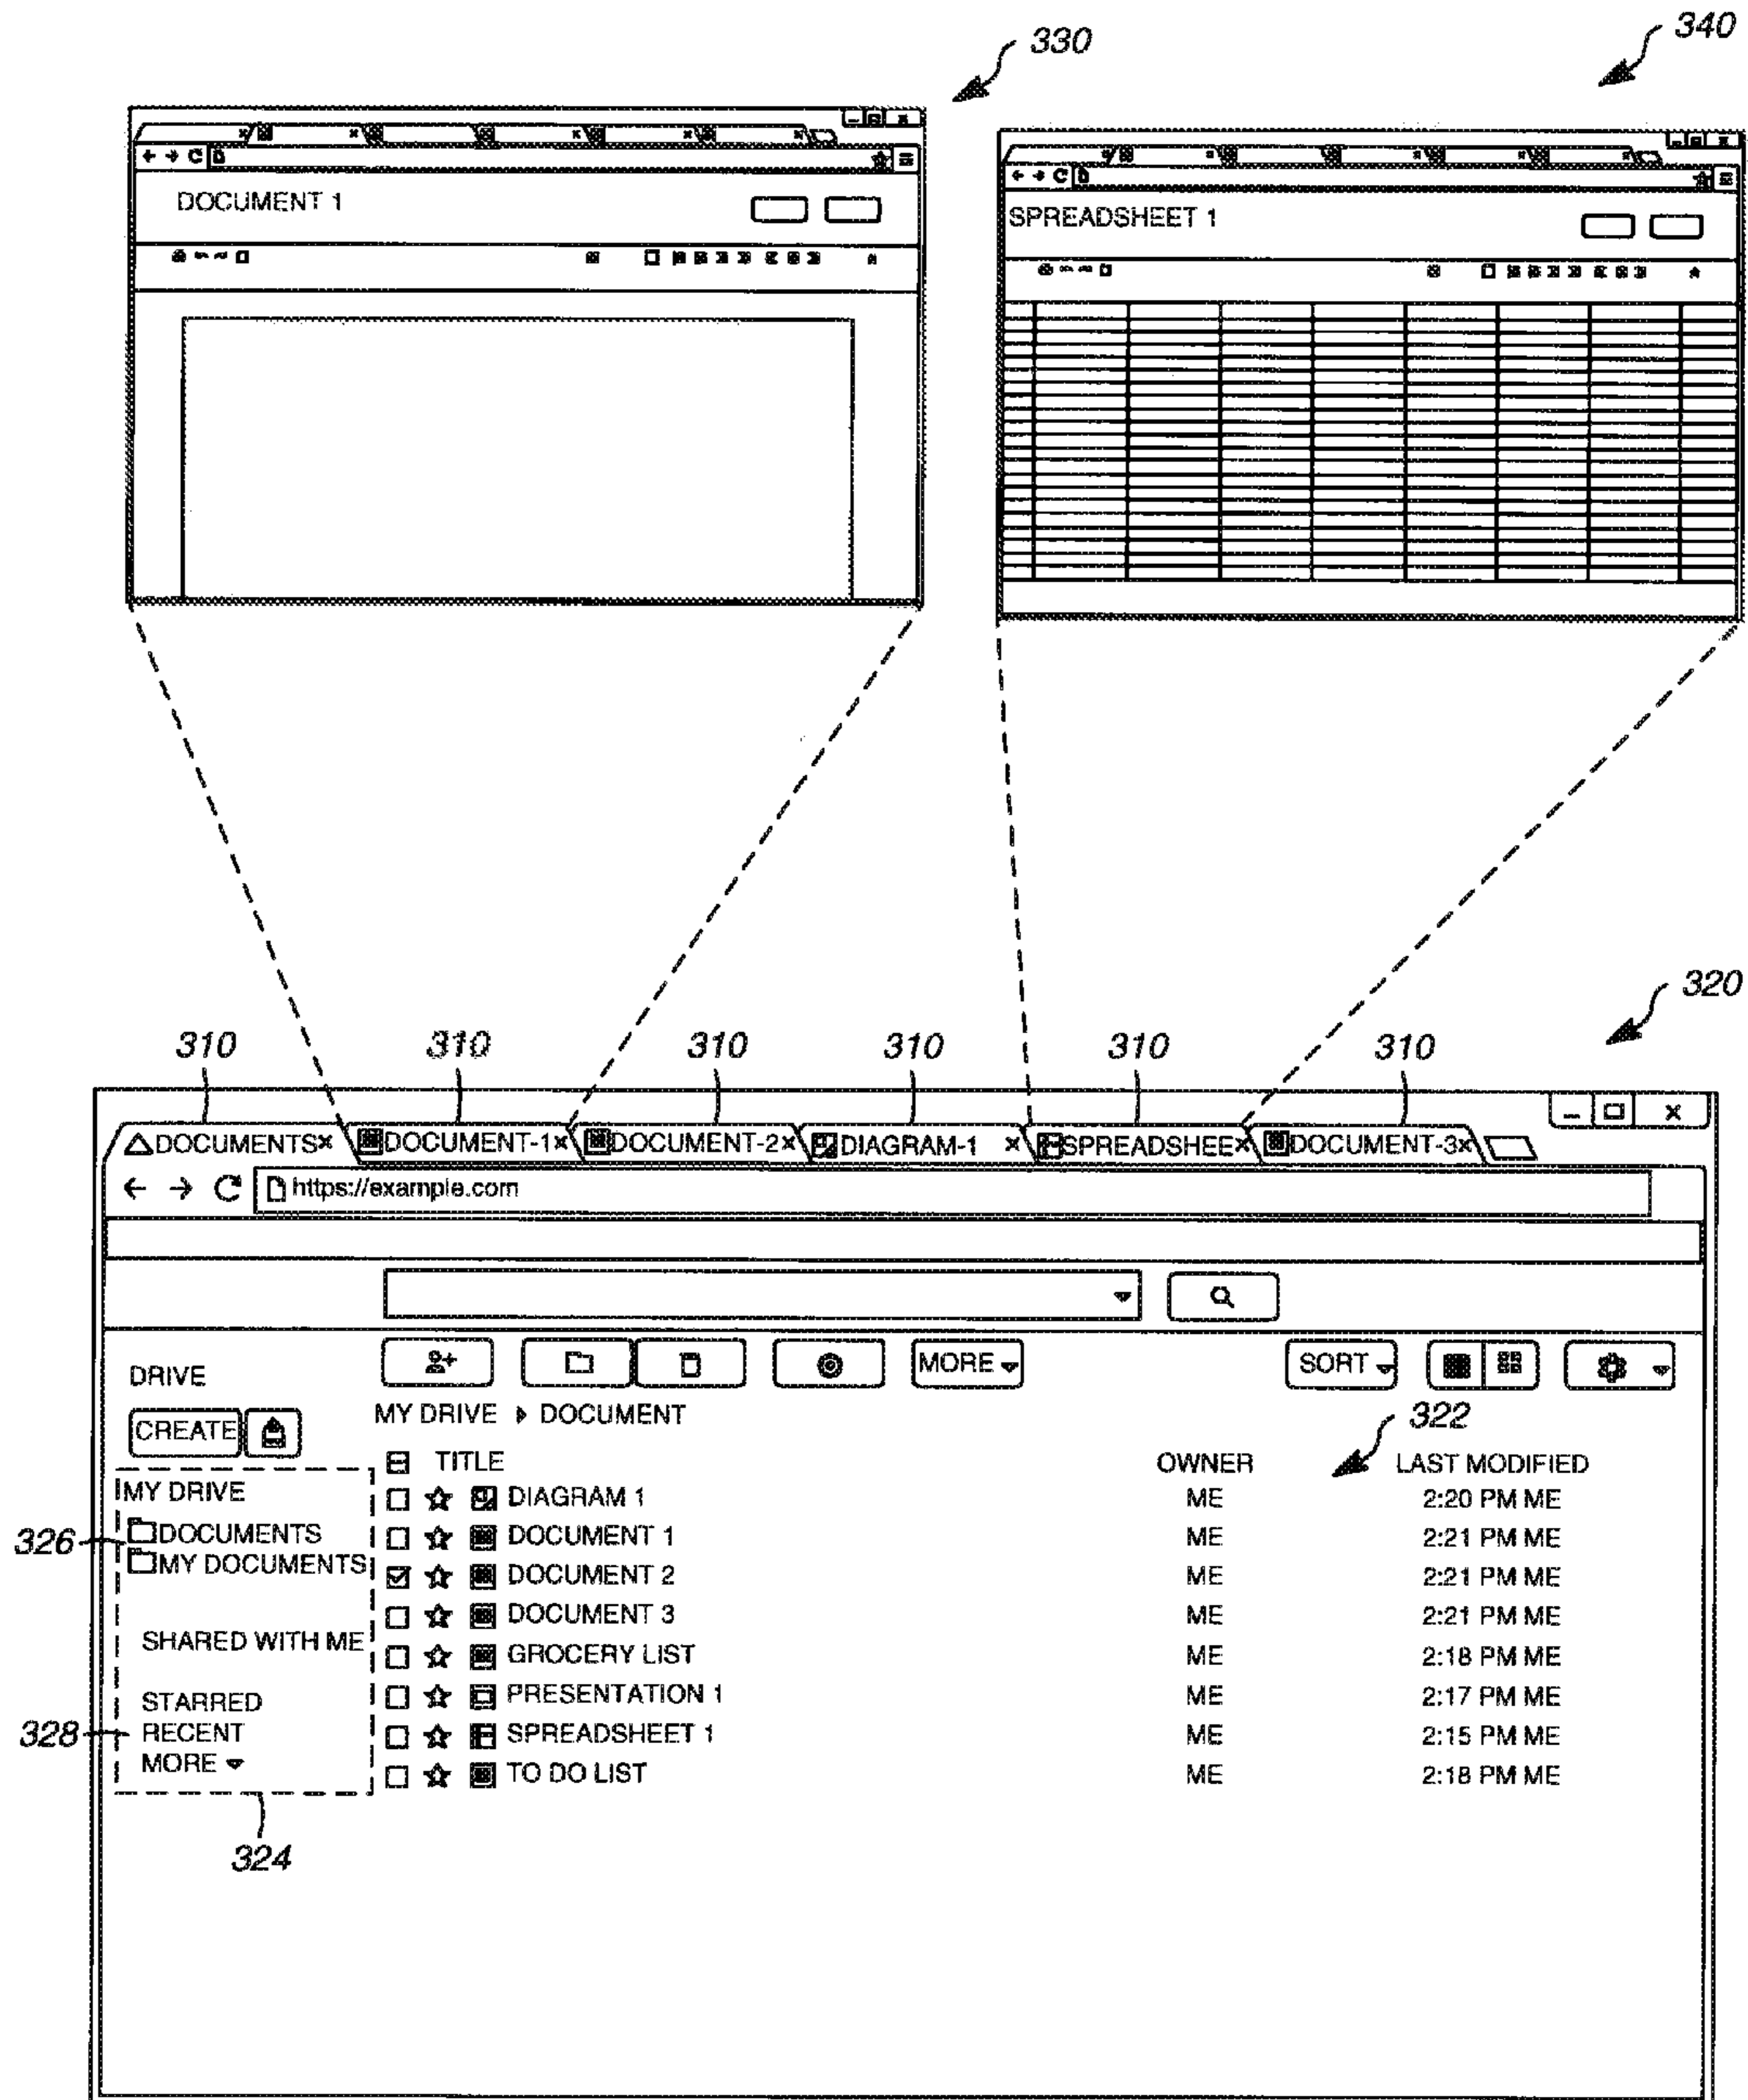 330
340
DOCUMENT 1
SPREADSHEET 1
320
310 310 310 310 310 310
DOCUMENTS DOCUMENT-1 DOCUMENT-2 DIAGRAM-1 SPREADSHEE DOCUMENT-3
https://example.com
DRIVE MORE SORT
CREATE MY DRIVE DOCUMENT 322
TITLE OWNER LAST MODIFIED
MY DRIVE DIAGRAM 1 ME 2:20 PM ME
326 DOCUMENTS DOCUMENT 1 ME 2:21 PM ME
MY DOCUMENTS DOCUMENT 2 ME 2:21 PM ME
DOCUMENT 3 ME 2:21 PM ME
SHARED WITH ME GROCERY LIST ME 2:18 PM ME
STARRED PRESENTATION 1 ME 2:17 PM ME
328 RECENT SPREADSHEET 1 ME 2:15 PM ME
MORE TO DO LIST ME 2:18 PM ME
324